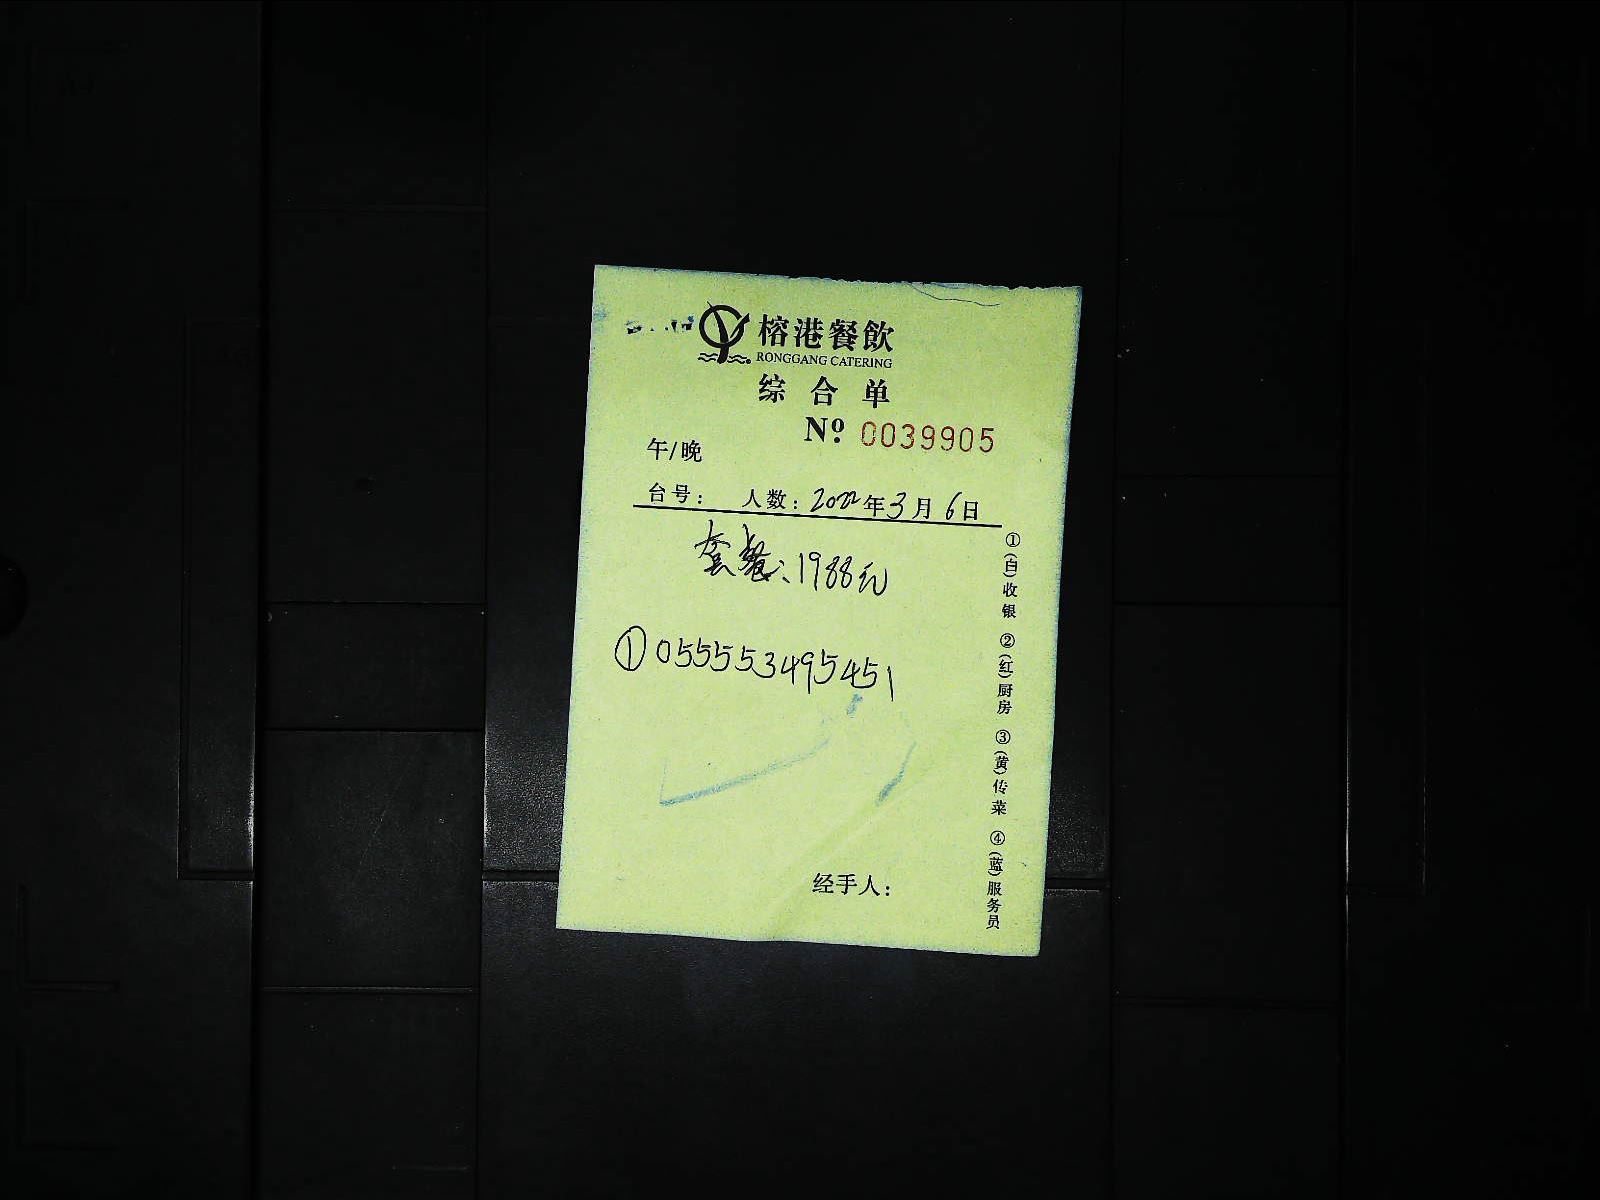 榕港餐飲
RONGGANG CATERING
综合单
Nº 0039905
午/晚
台号: 人数: 2022年3月6日
套餐:1988元
①055553495451
经手人:
①(白)收银 ②(红)厨房 ③(黄)传菜 ④(蓝)服务员